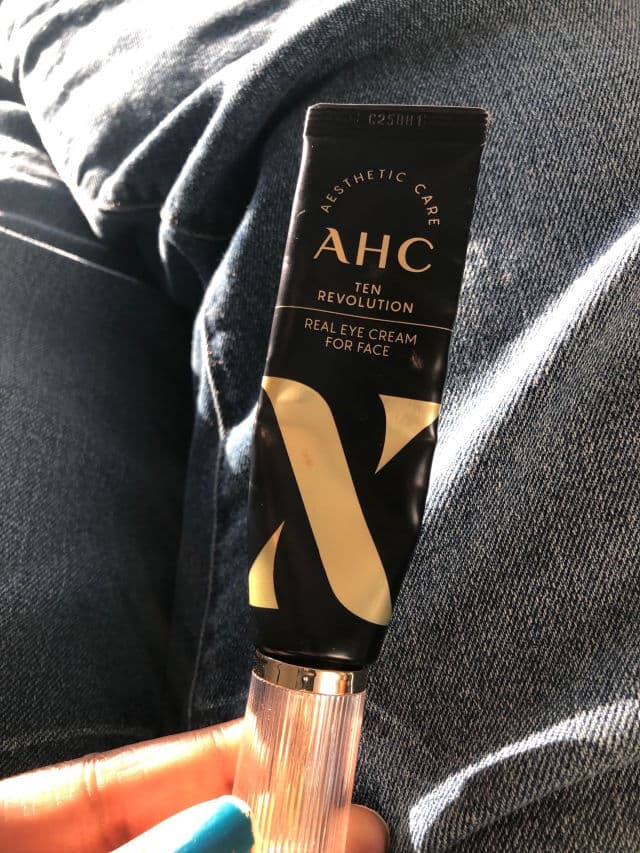 AESTHETIC CARE
AHC
TEN
REVOLUTION
REAL EYE CREAM
FOR FACE
X